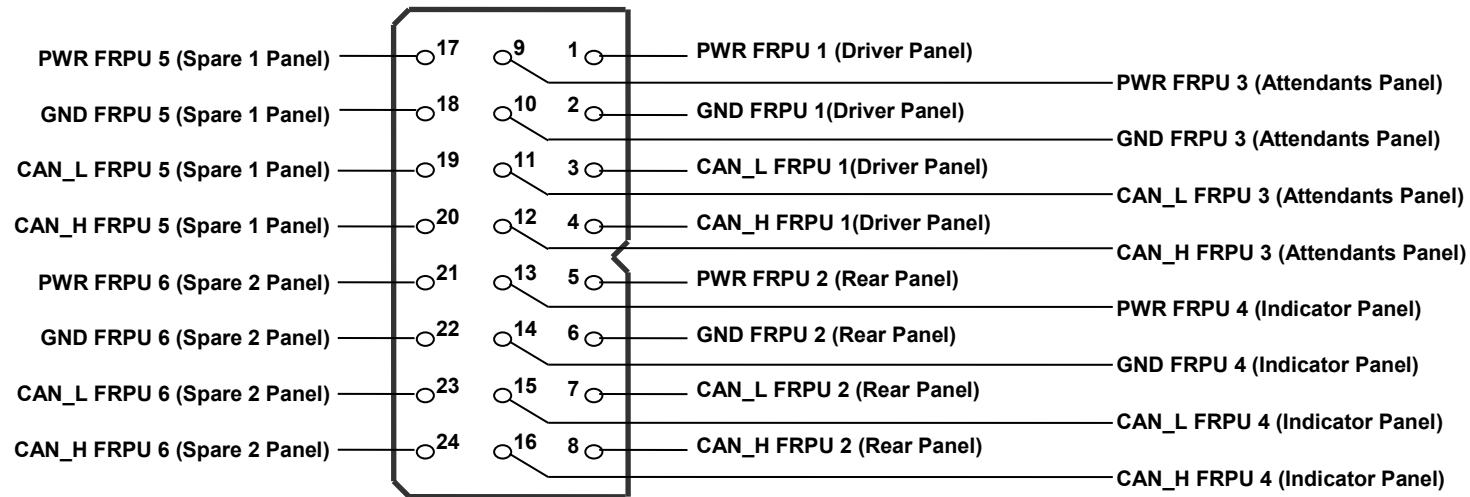 PWR FRPU 5 (Spare 1 Panel) 17 9 1 PWR FRPU 1 (Driver Panel)
PWR FRPU 3 (Attendants Panel)
GND FRPU 5 (Spare 1 Panel) 18 10 2 GND FRPU 1(Driver Panel)
GND FRPU 3 (Attendants Panel)
CAN_L FRPU 5 (Spare 1 Panel) 19 11 3 CAN_L FRPU 1(Driver Panel)
CAN_L FRPU 3 (Attendants Panel)
CAN_H FRPU 5 (Spare 1 Panel) 20 12 4 CAN_H FRPU 1(Driver Panel)
CAN_H FRPU 3 (Attendants Panel)
PWR FRPU 6 (Spare 2 Panel) 21 13 5 PWR FRPU 2 (Rear Panel)
PWR FRPU 4 (Indicator Panel)
GND FRPU 6 (Spare 2 Panel) 22 14 6 GND FRPU 2 (Rear Panel)
GND FRPU 4 (Indicator Panel)
CAN_L FRPU 6 (Spare 2 Panel) 23 15 7 CAN_L FRPU 2 (Rear Panel)
CAN_L FRPU 4 (Indicator Panel)
CAN_H FRPU 6 (Spare 2 Panel) 24 16 8 CAN_H FRPU 2 (Rear Panel)
CAN_H FRPU 4 (Indicator Panel)